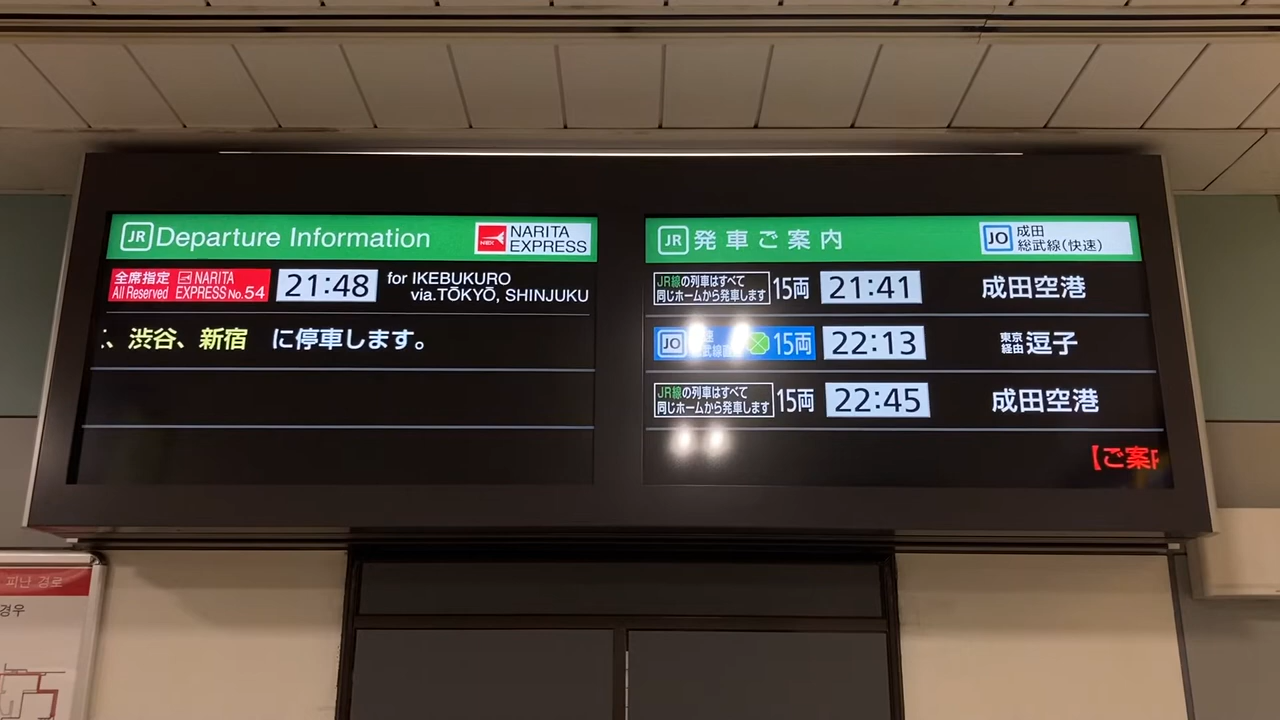 JR Departure Information
NEX NARITA EXPRESS
全席指定 NARITA
All Reserved EXPRESS No.54
21:48
for IKEBUKURO
via.TŌKYŌ, SHINJUKU
、渋谷、新宿 に停車します。
JR 発車ご案内
JO 成田
総武線(快速)
JR線の列車はすべて
同じホームから発車します
15両 21:41 成田空港
JO 15両 22:13 東京経由 逗子
JR線の列車はすべて
同じホームから発車します
15両 22:45 成田空港
【ご案
피난 경로
경우